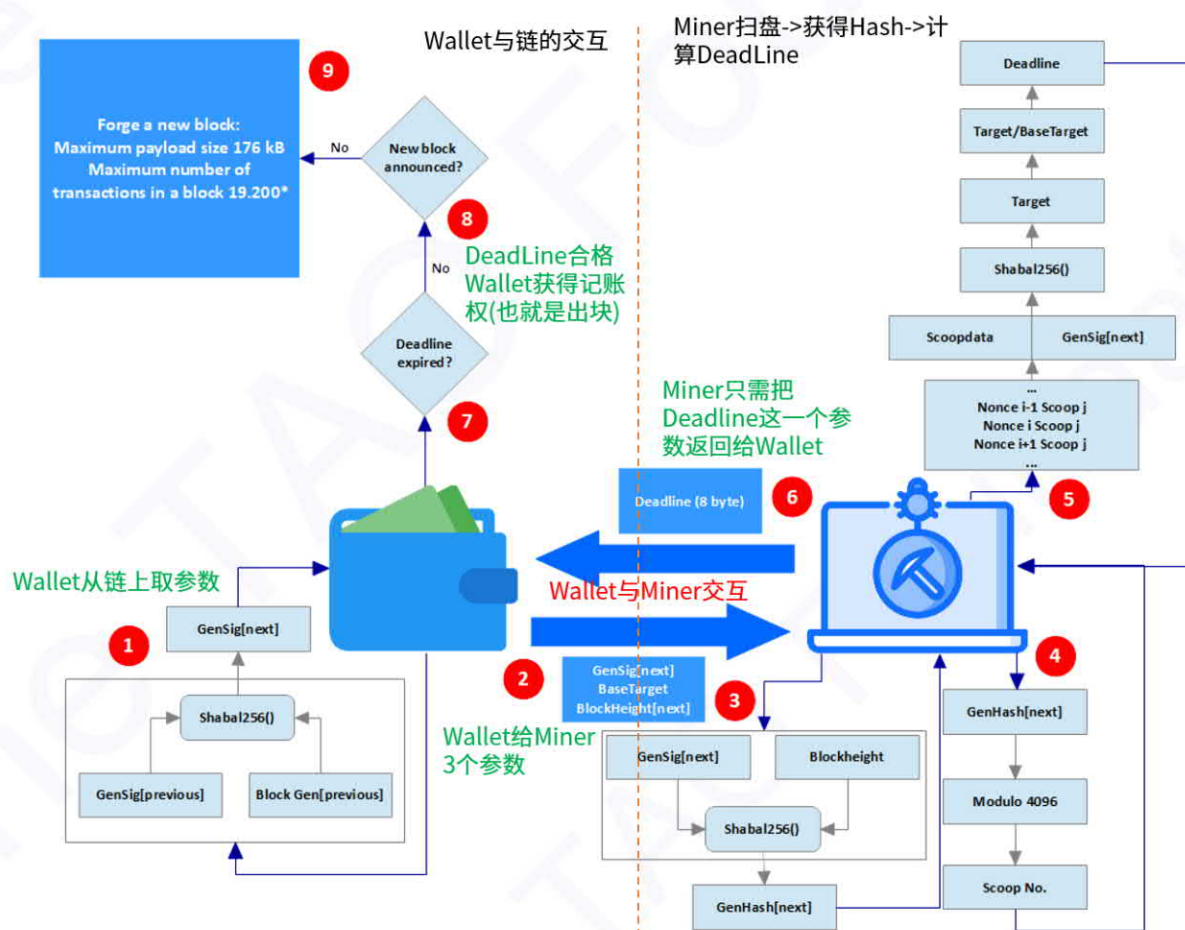 Wallet与链的交互
Miner扫盘->获得Hash->计
算DeadLine
9
Forge a new block:
Maximum payload size 176 kB
Maximum number of
transactions in a block 19.200*
No
New block
announced?
8
DeadLine合格
Wallet获得记账
权(也就是出块)
No
Deadline
expired?
7
Deadline
Target/BaseTarget
Target
Shabal256()
Scoopdata
GenSig[next]
...
Nonce i-1 Scoop j
Nonce i Scoop j
Nonce i+1 Scoop j
...
5
Miner只需把
Deadline这一个参
数返回给Wallet
Deadline (8 byte)
6
Wallet与Miner交互
Wallet从链上取参数
1
GenSig[next]
Shabal256()
GenSig[previous]
Block Gen[previous]
2
GenSig[next]
BaseTarget
BlockHeight[next]
Wallet给Miner
3个参数
3
GenSig[next]
Blockheight
Shabal256()
GenHash[next]
4
GenHash[next]
Modulo 4096
Scoop No.